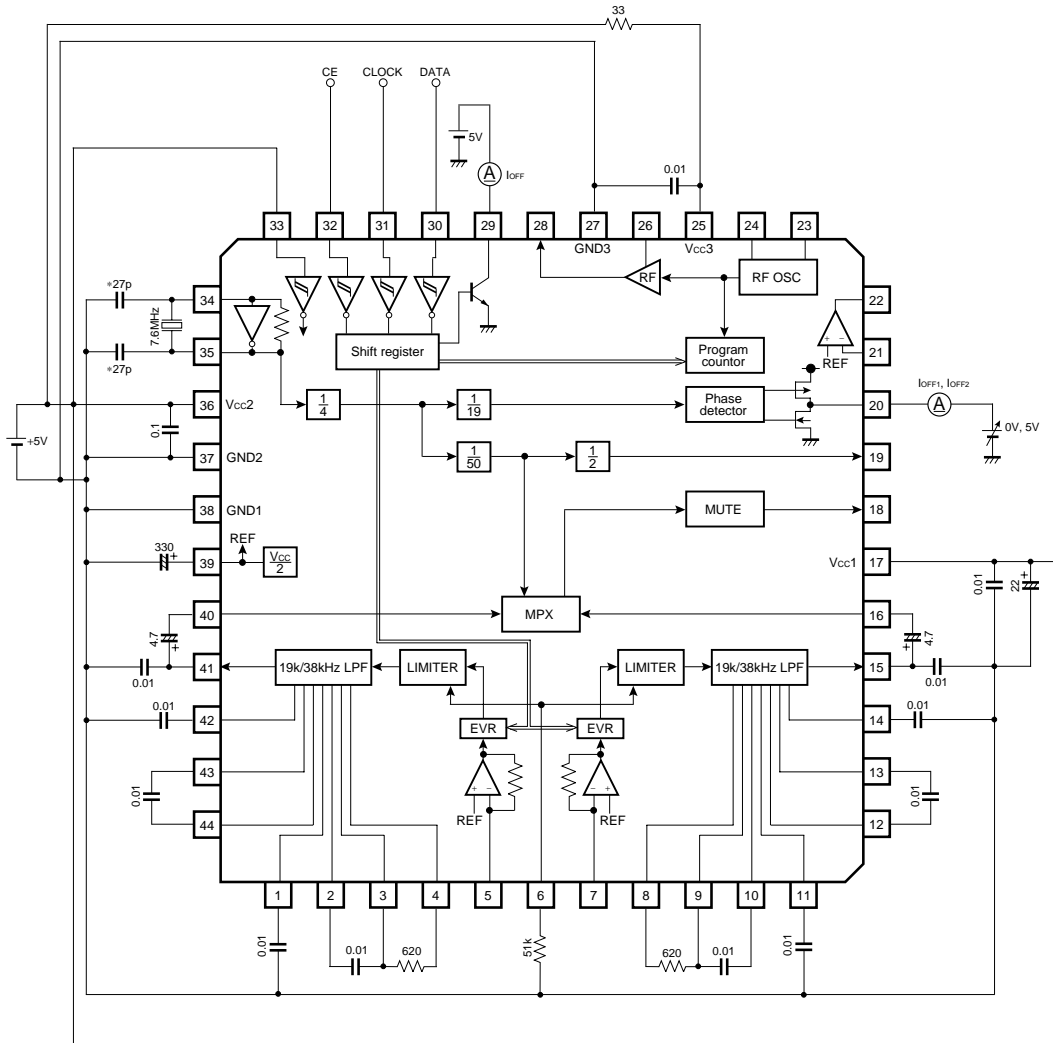 33
CE CLOCK DATA
5V
A IOFF
0.01
33 32 31 30 29 28 27 26 25 24 23
GND3 Vcc3
*27p
34
RF
RF OSC
22
7.6MHz
35
Shift register
Program
countor
+ −
REF
21
*27p
36 Vcc2
1/4
1/19
Phase
detector
20
IOFF1, IOFF2
A
0V, 5V
+5V
0.1
37 GND2
1/50
1/2
19
38 GND1
MUTE
18
330 +
39
REF
Vcc/2
Vcc1
17
0.01
22 +
40
MPX
16
4.7 +
+ 4.7
41
19k/38kHz LPF
LIMITER
LIMITER
19k/38kHz LPF
15
0.01
0.01
0.01
42
EVR
EVR
14
0.01
43
13
0.01
+ −
− +
0.01
44
REF
REF
12
1 2 3 4 5 6 7 8 9 10 11
0.01
0.01
620
51k
620
0.01
0.01